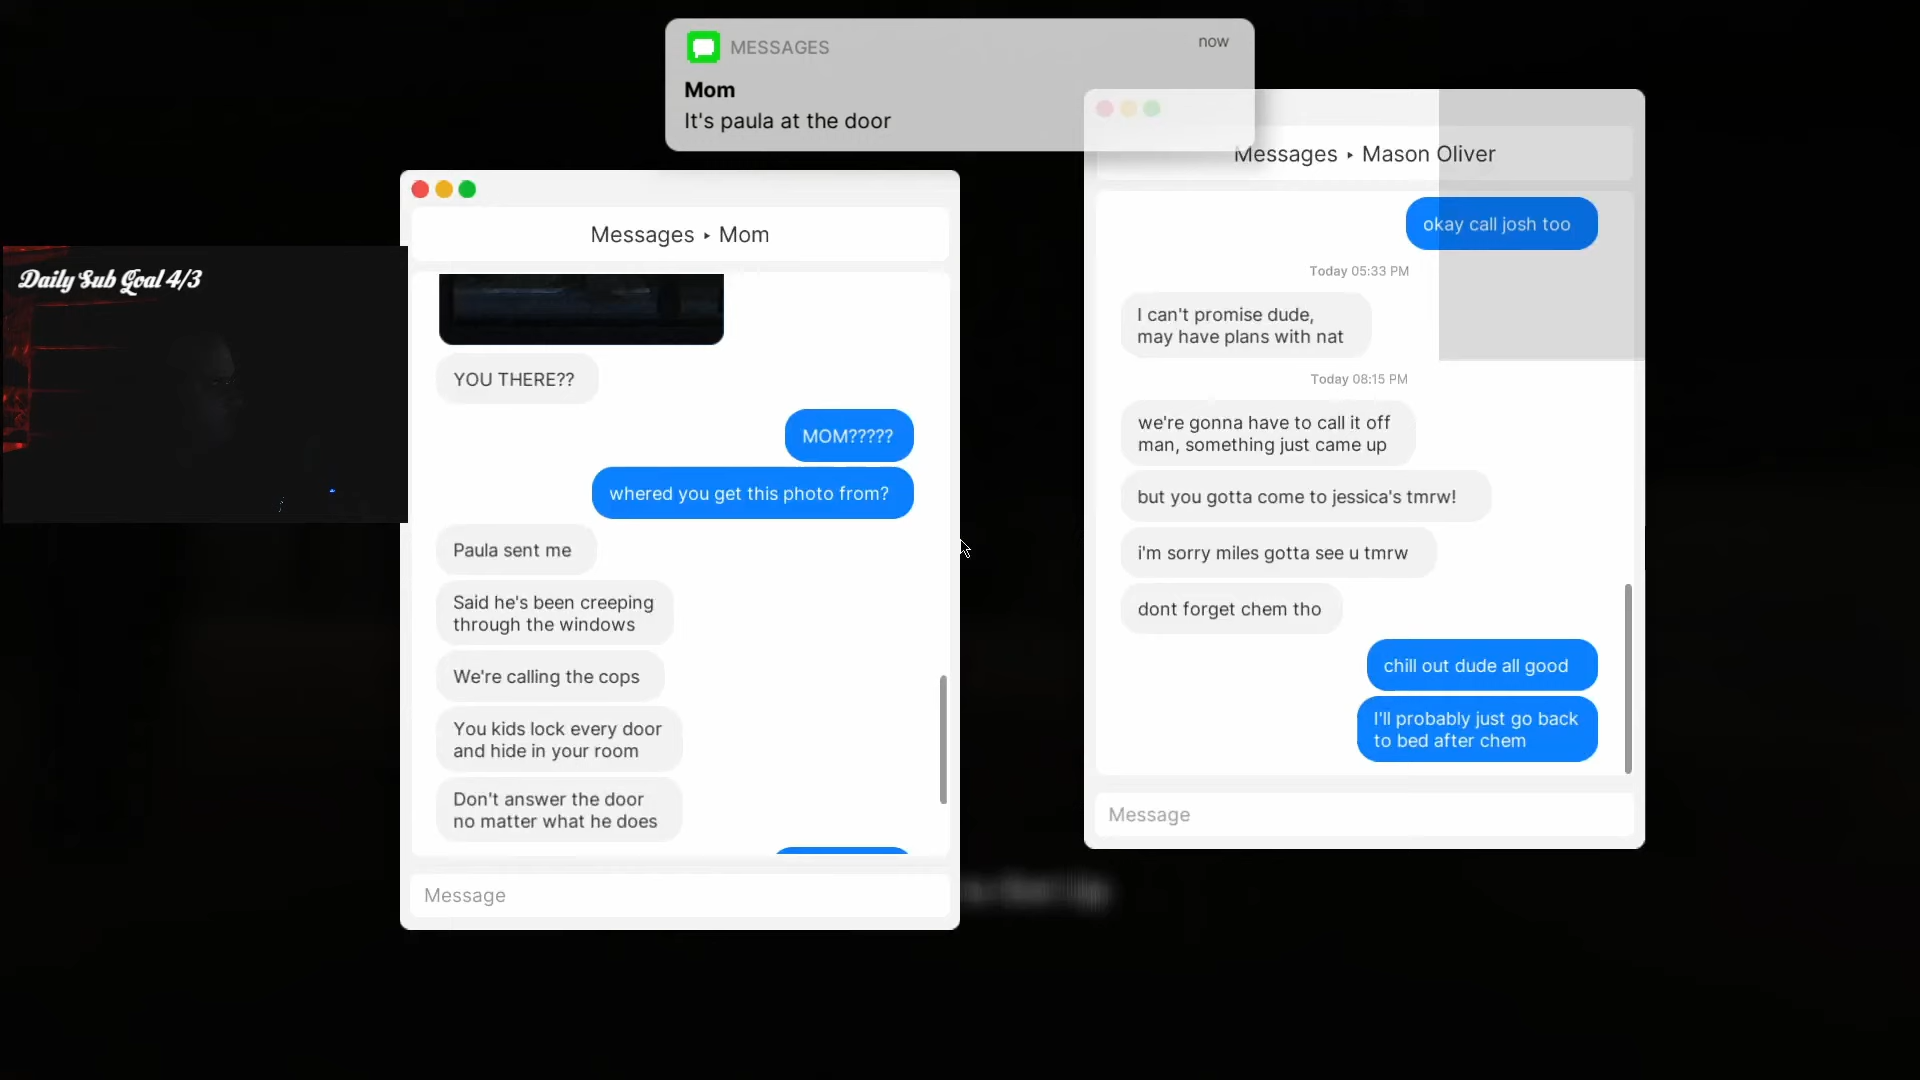 MESSAGES
now
Mom
It's paula at the door
Messages ▸ Mom
YOU THERE??
MOM?????
whered you get this photo from?
Paula sent me
Said he's been creeping
through the windows
We're calling the cops
You kids lock every door
and hide in your room
Don't answer the door
no matter what he does
Message
Messages ▸ Mason Oliver
okay call josh too
Today 05:33 PM
I can't promise dude,
may have plans with nat
Today 08:15 PM
we're gonna have to call it off
man, something just came up
but you gotta come to jessica's tmrw!
i'm sorry miles gotta see u tmrw
dont forget chem tho
chill out dude all good
I'll probably just go back
to bed after chem
Message
Daily Sub Goal 4/3